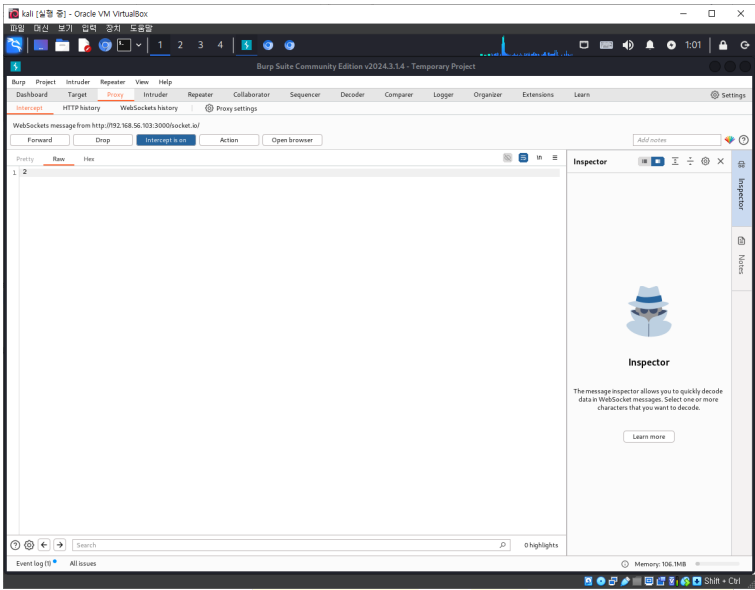 kali [실행 중] - Oracle VM VirtualBox
파일 머신 보기 입력 장치 도움말
1 2 3 4 1:01
Burp Suite Community Edition v2024.3.1.4 - Temporary Project
Burp Project Intruder Repeater View Help
Dashboard Target Proxy Intruder Repeater Collaborator Sequencer Decoder Comparer Logger Organizer Extensions Learn Settings
Intercept HTTP history WebSockets history Proxy settings
WebSockets message from http://192.168.56.103:3000/socket.io/
Forward Drop Intercept is on Action Open browser Add notes
Pretty Raw Hex \n
Inspector
1 2
Inspector
Notes
Inspector
The message inspector allows you to quickly decode
data in WebSocket messages. Select one or more
characters that you want to decode.
Learn more
Search 0 highlights
Event log (1) All issues Memory: 106.1MB
Shift + Ctrl